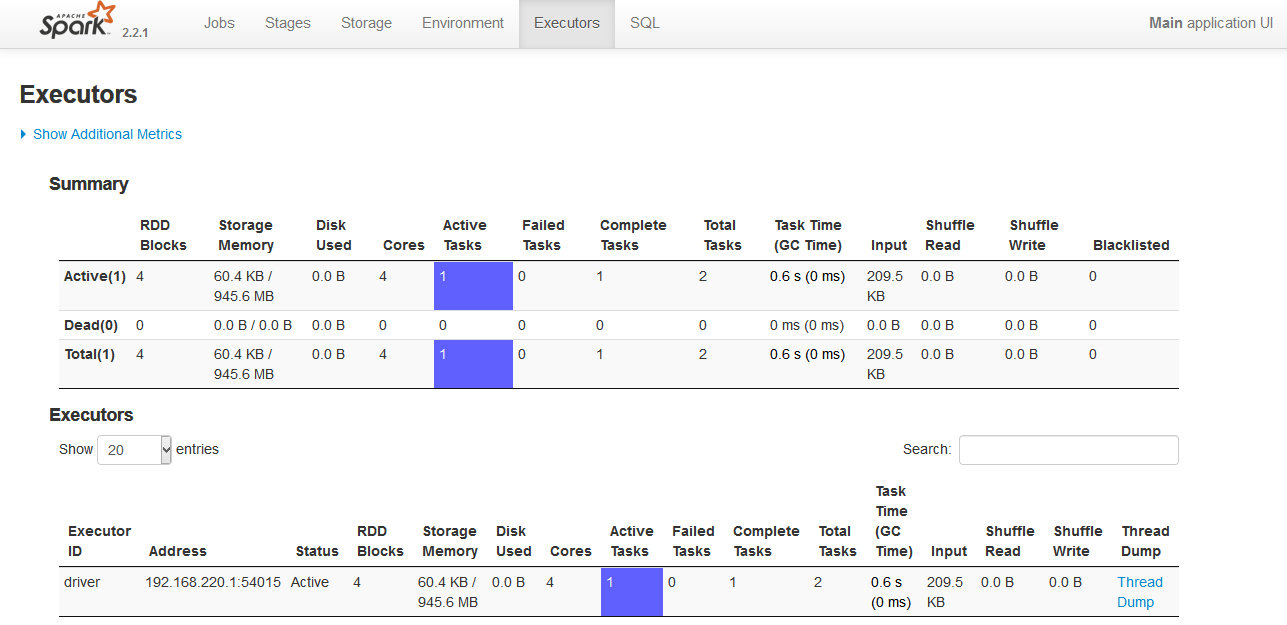 APACHE
Spark 2.2.1 Jobs Stages Storage Environment Executors SQL Main application UI
Executors
Show Additional Metrics
Summary
RDD Storage Disk Active Failed Complete Total Task Time Shuffle Shuffle
Blocks Memory Used Cores Tasks Tasks Tasks Tasks (GC Time) Input Read Write Blacklisted
Active(1) 4 60.4 KB / 0.0 B 4 1 0 1 2 0.6 s (0 ms) 209.5 0.0 B 0.0 B 0
945.6 MB KB
Dead(0) 0 0.0 B / 0.0 B 0.0 B 0 0 0 0 0 0 ms (0 ms) 0.0 B 0.0 B 0.0 B 0
Total(1) 4 60.4 KB / 0.0 B 4 1 0 1 2 0.6 s (0 ms) 209.5 0.0 B 0.0 B 0
945.6 MB KB
Executors
Show 20 entries Search:
Task
Time
Executor RDD Storage Disk Active Failed Complete Total (GC Shuffle Shuffle Thread
ID Address Status Blocks Memory Used Cores Tasks Tasks Tasks Tasks Time) Input Read Write Dump
driver 192.168.220.1:54015 Active 4 60.4 KB / 0.0 B 4 1 0 1 2 0.6 s 209.5 0.0 B 0.0 B Thread
945.6 MB (0 ms) KB Dump